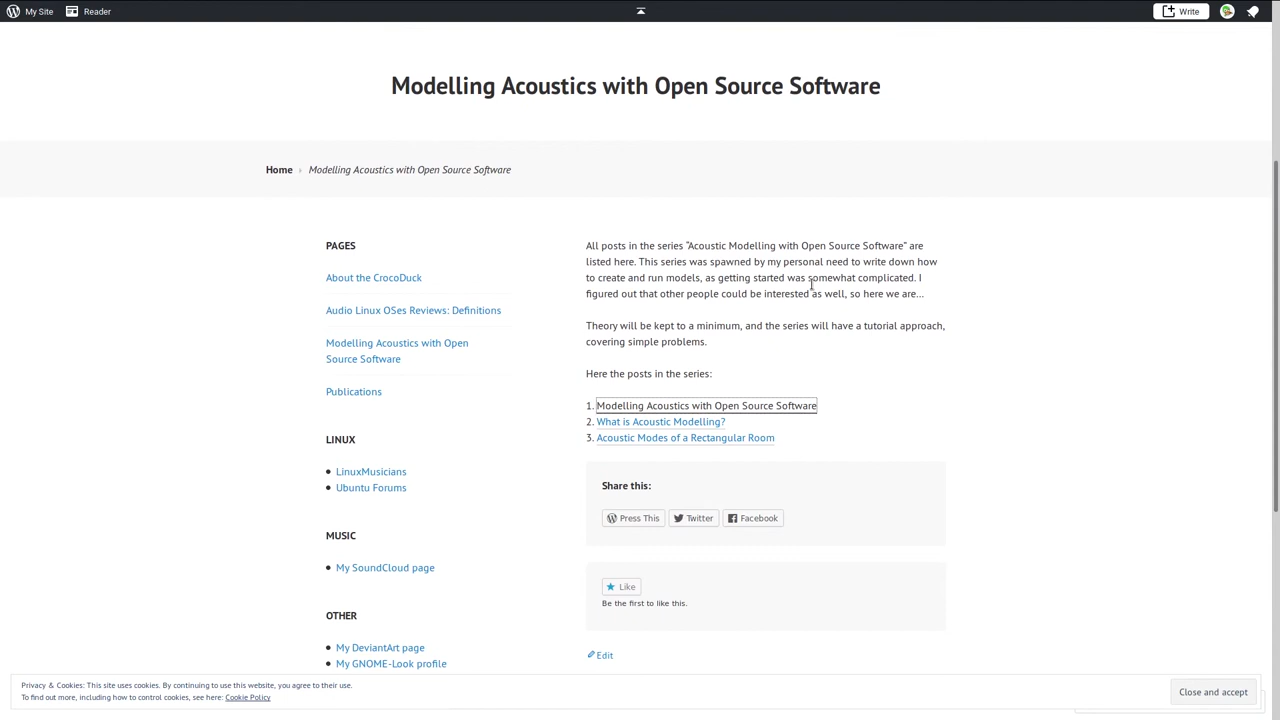 My Site Reader Write
Modelling Acoustics with Open Source Software
Home › Modelling Acoustics with Open Source Software
PAGES
About the CrocoDuck
Audio Linux OSes Reviews: Definitions
Modelling Acoustics with Open
Source Software
Publications
LINUX
LinuxMusicians
Ubuntu Forums
MUSIC
My SoundCloud page
OTHER
My DeviantArt page
My GNOME-Look profile
All posts in the series “Acoustic Modelling with Open Source Software” are
listed here. This series was spawned by my personal need to write down how
to create and run models, as getting started was somewhat complicated. I
figured out that other people could be interested as well, so here we are…
Theory will be kept to a minimum, and the series will have a tutorial approach,
covering simple problems.
Here the posts in the series:
1. Modelling Acoustics with Open Source Software
2. What is Acoustic Modelling?
3. Acoustic Modes of a Rectangular Room
Share this:
Press This Twitter Facebook
Like
Be the first to like this.
Edit
Privacy & Cookies: This site uses cookies. By continuing to use this website, you agree to their use.
To find out more, including how to control cookies, see here: Cookie Policy
Close and accept